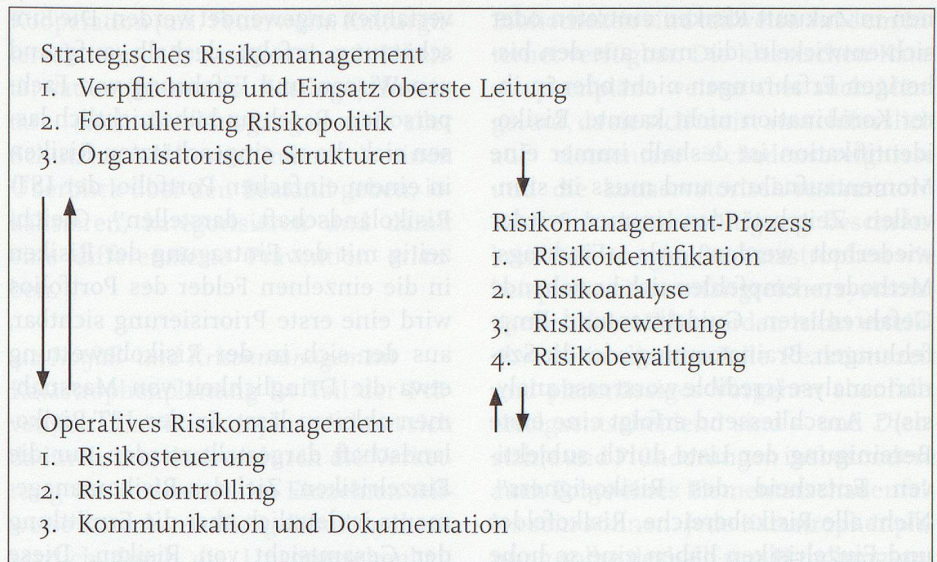 Strategisches Risikomanagement
1. Verpflichtung und Einsatz oberste Leitung
2. Formulierung Risikopolitik
3. Organisatorische Strukturen
Risikomanagement-Prozess
1. Risikoidentifikation
2. Risikoanalyse
3. Risikobewertung
4. Risikobewältigung
Operatives Risikomanagement
1. Risikosteuerung
2. Risikocontrolling
3. Kommunikation und Dokumentation